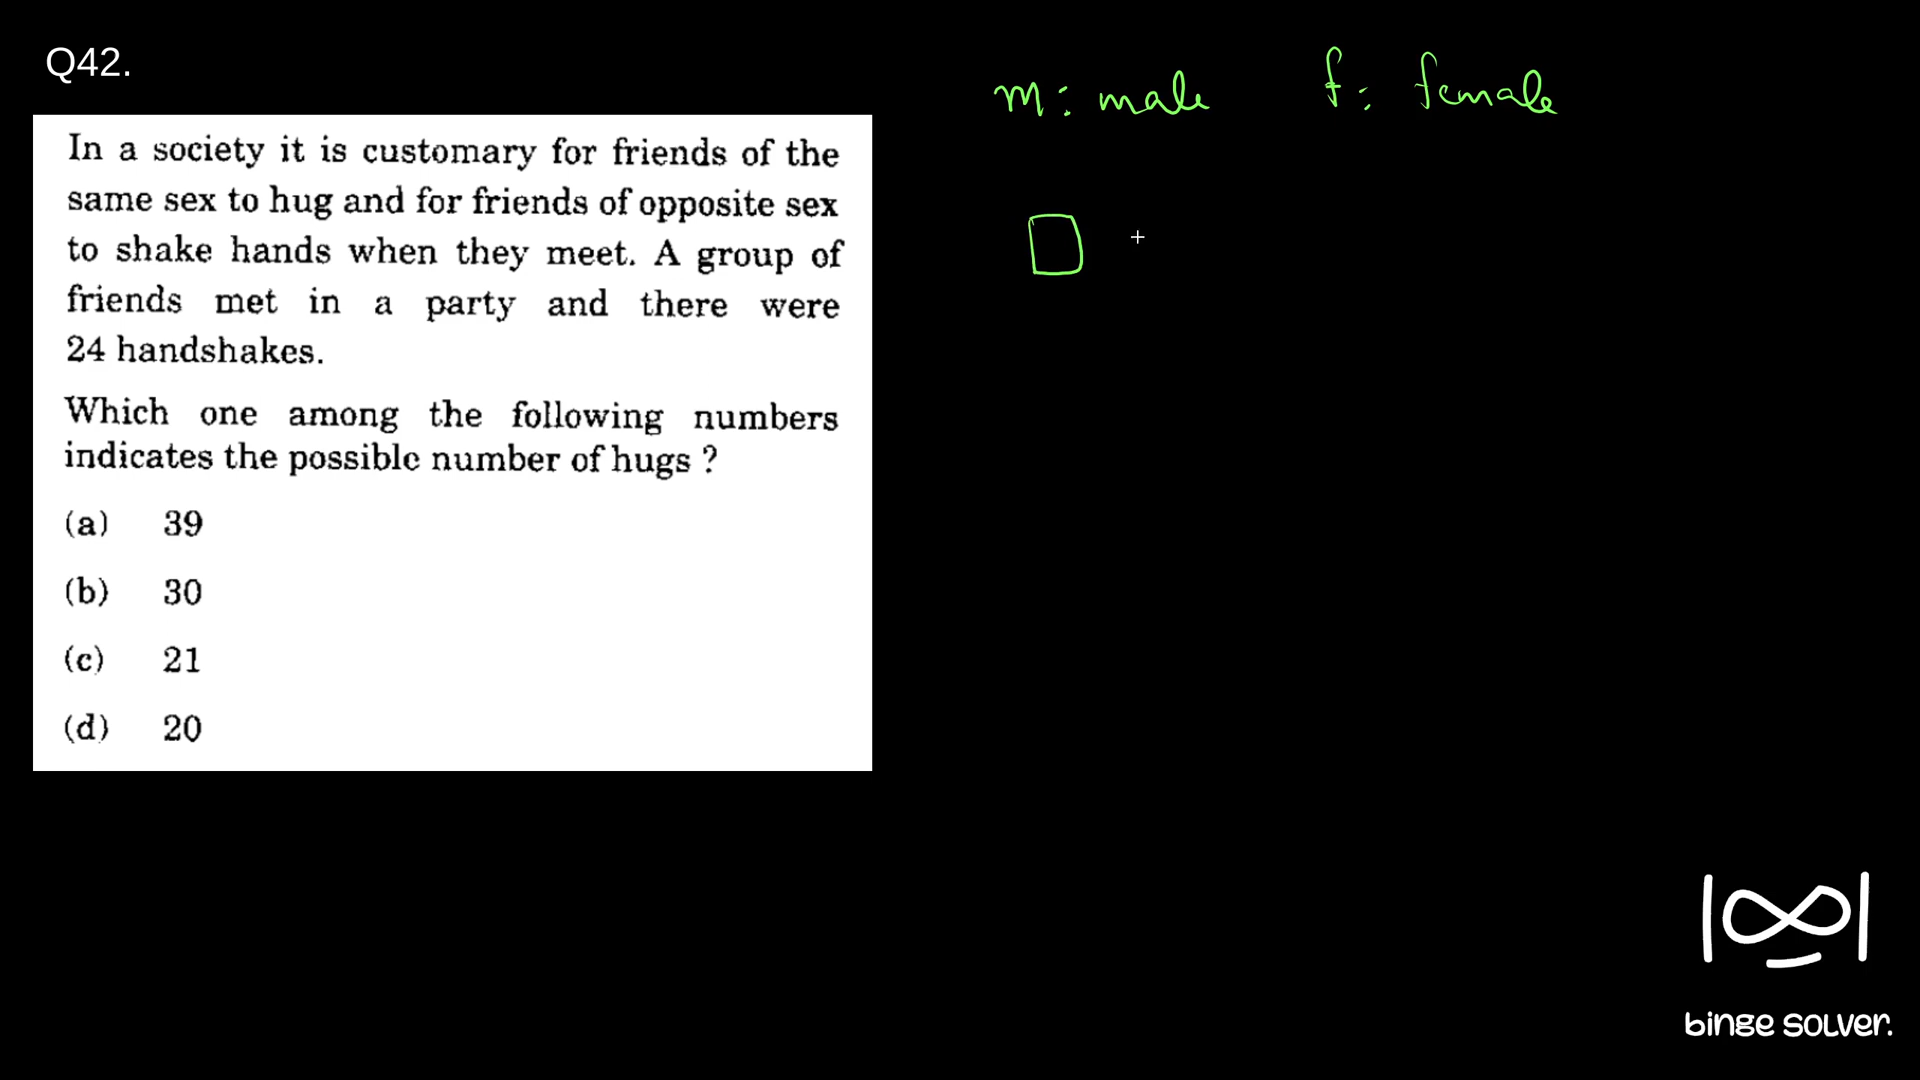 Q42.
m: male f: female
In a society it is customary for friends of the
same sex to hug and for friends of opposite sex
to shake hands when they meet. A group of
friends met in a party and there were
24 handshakes.
Which one among the following numbers
indicates the possible number of hugs ?
(a) 39
(b) 30
(c) 21
(d) 20
binge solver.